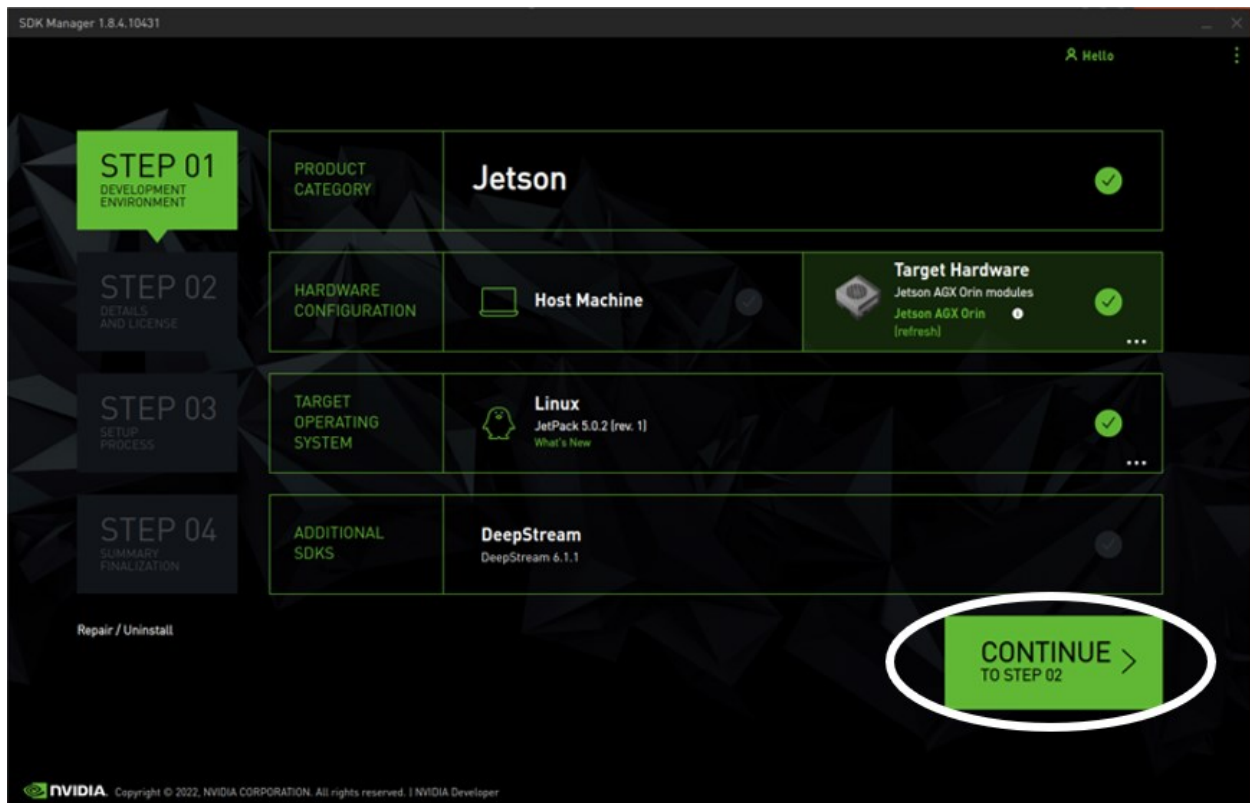 SDK Manager 1.8.4.10431
Hello
STEP 01
DEVELOPMENT
ENVIRONMENT
PRODUCT
CATEGORY
Jetson
STEP 02
DETAILS
AND LICENSE
HARDWARE
CONFIGURATION
Host Machine
Target Hardware
Jetson AGX Orin modules
Jetson AGX Orin
(refresh)
STEP 03
SETUP
PROCESS
TARGET
OPERATING
SYSTEM
Linux
JetPack 5.0.2 (rev. 1)
What's New
STEP 04
SUMMARY
FINALIZATION
ADDITIONAL
SDKS
DeepStream
DeepStream 6.1.1
Repair / Uninstall
CONTINUE
TO STEP 02
NVIDIA. Copyright © 2022, NVIDIA CORPORATION. All rights reserved. | NVIDIA Developer